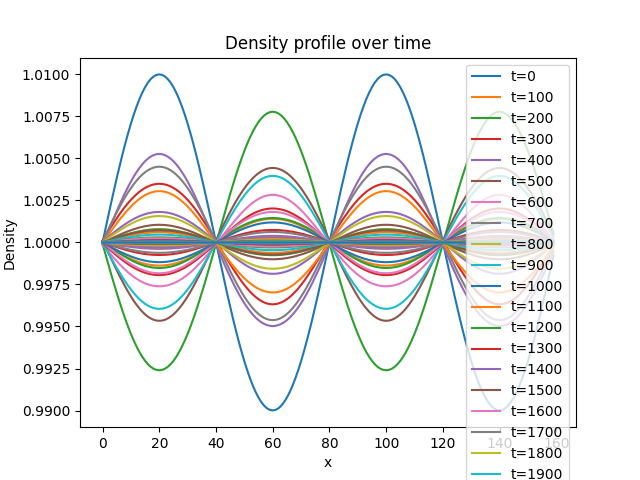 Density profile over time
Density
1.0100
1.0075
1.0050
1.0025
1.0000
0.9975
0.9950
0.9925
0.9900
0
20
40
60
80
100
120
140
160
x
t=0
t=100
t=200
t=300
t=400
t=500
t=600
t=700
t=800
t=900
t=1000
t=1100
t=1200
t=1300
t=1400
t=1500
t=1600
t=1700
t=1800
t=1900